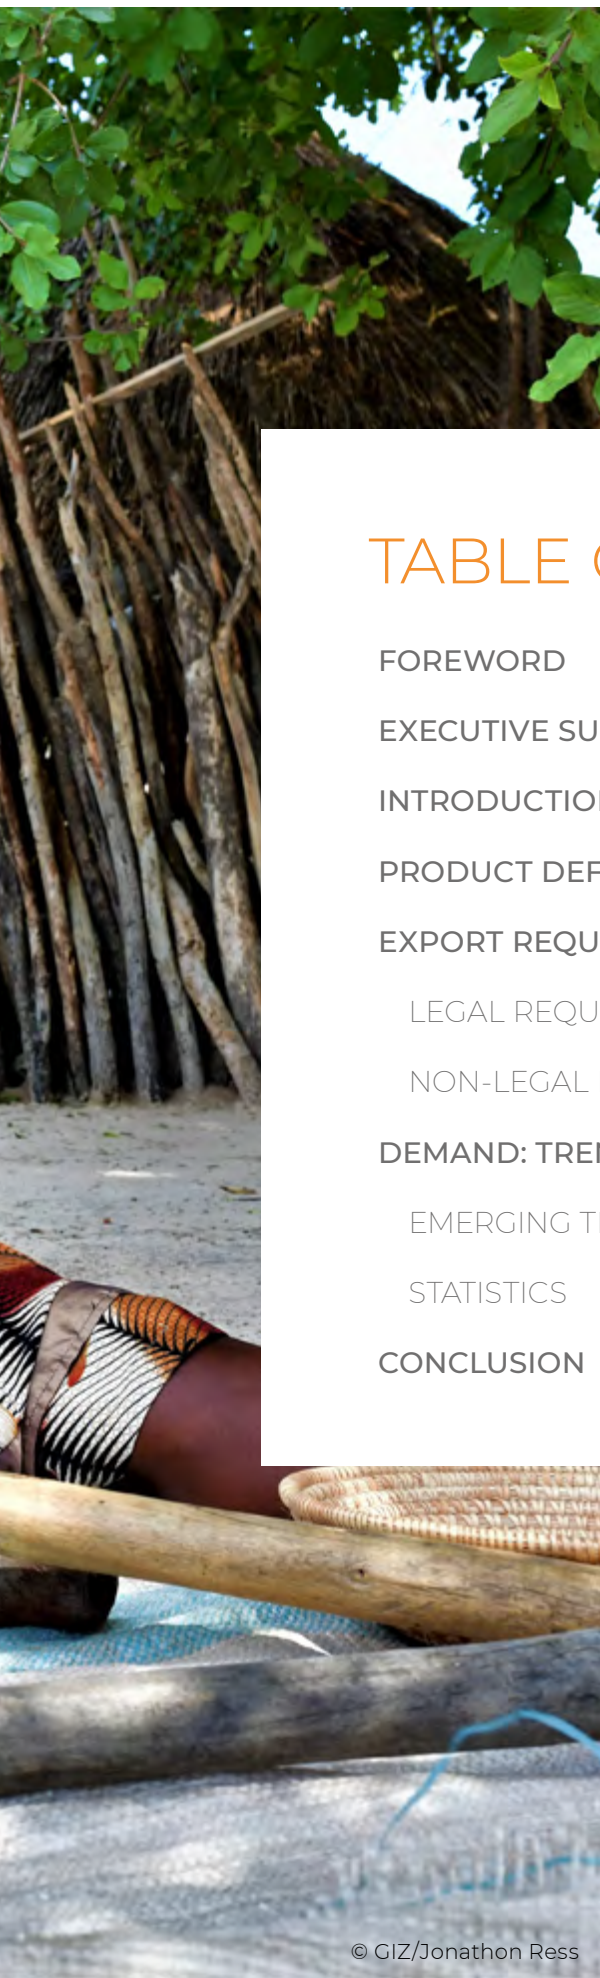 TABLE
FOREWORD
EXECUTIVE SU
INTRODUCTIO
PRODUCT DEF
EXPORT REQU
LEGAL REQU
NON-LEGAL
DEMAND: TREN
EMERGING T
STATISTICS
CONCLUSION
© GIZ/Jonathon Ress